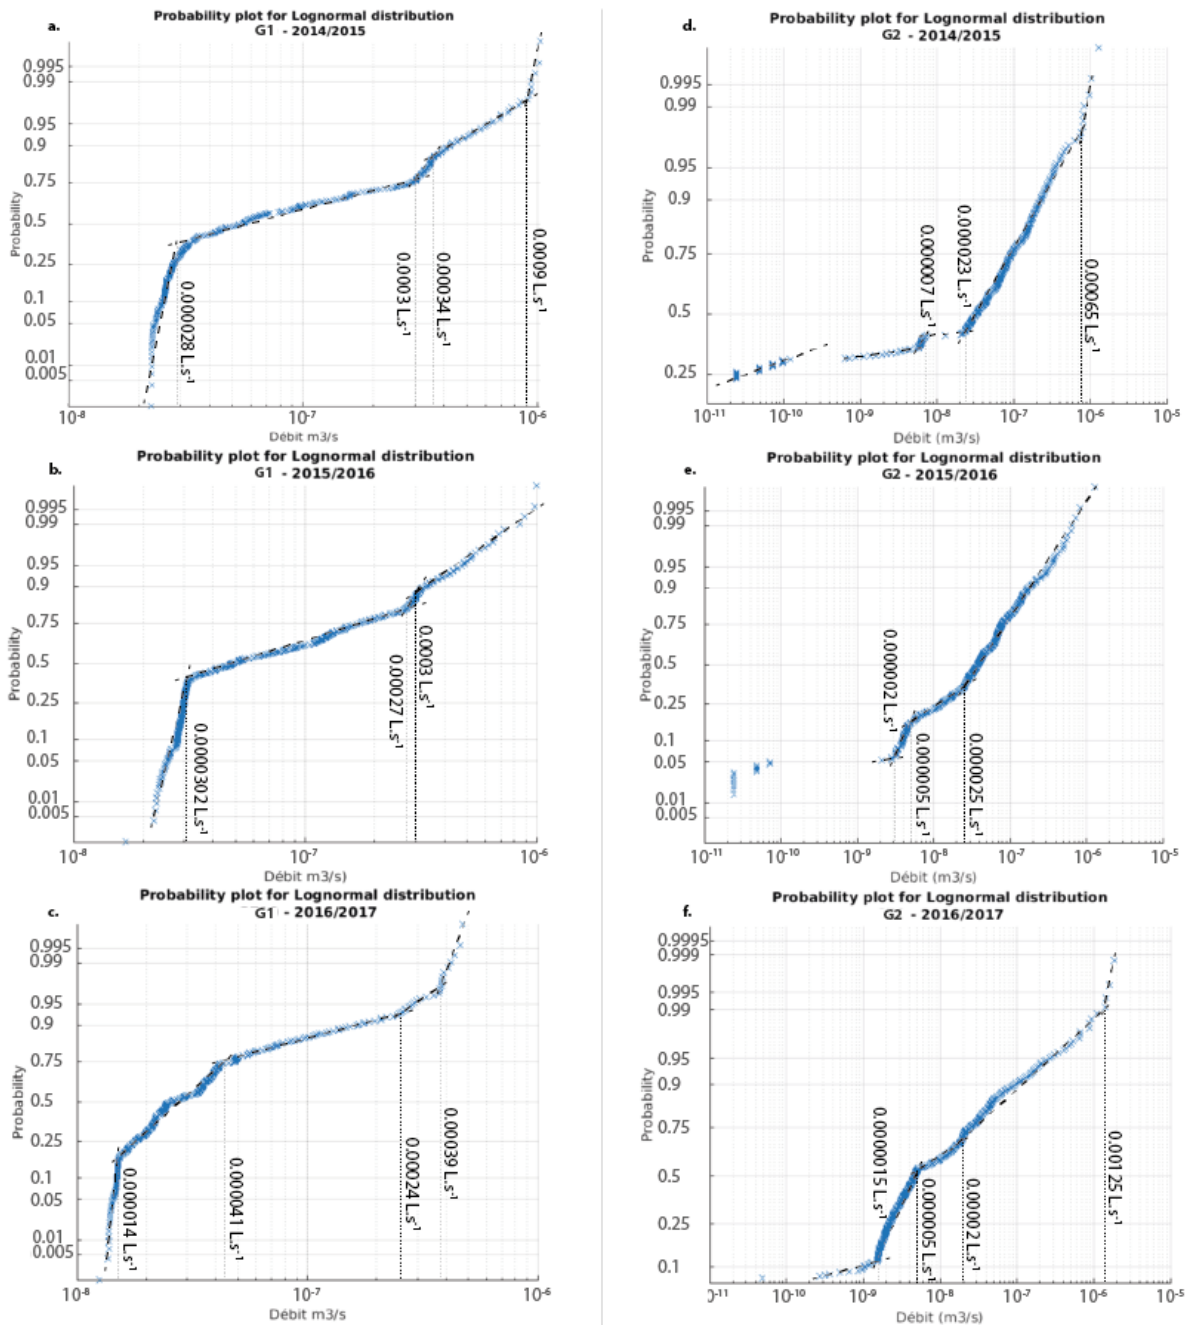 a.
Probability plot for Lognormal distribution
G1 - 2014/2015
0.995
0.99
0.95
0.9
0.75
0.5
0.25
0.1
0.05
0.01
0.005
Probability
0.000028 L.s⁻¹
0.0003 L.s⁻¹
0.00034 L.s⁻¹
0.00009 L.s⁻¹
10⁻⁸
10⁻⁷
10⁻⁶
Débit m3/s
b.
Probability plot for Lognormal distribution
G1 - 2015/2016
0.995
0.99
0.95
0.9
0.75
0.5
0.25
0.1
0.05
0.01
0.005
Probability
0.0000302 L.s⁻¹
0.00027 L.s⁻¹
0.0003 L.s⁻¹
10⁻⁸
10⁻⁷
10⁻⁶
Débit m3/s)
c.
Probability plot for Lognormal distribution
G1 - 2016/2017
0.995
0.99
0.95
0.9
0.75
0.5
0.25
0.1
0.05
0.01
0.005
Probability
0.000014 L.s⁻¹
0.000041 L.s⁻¹
0.00024 L.s⁻¹
0.00039 L.s⁻¹
10⁻⁸
10⁻⁷
10⁻⁶
Débit m3/s
d.
Probability plot for Lognormal distribution
G2 - 2014/2015
0.995
0.99
0.95
0.9
0.75
0.5
0.25
Probability
0.000007 L.s⁻¹
0.000023 L.s⁻¹
0.00065 L.s⁻¹
10⁻¹¹
10⁻¹⁰
10⁻⁹
10⁻⁸
10⁻⁷
10⁻⁶
10⁻⁵
Débit (m3/s)
e.
Probability plot for Lognormal distribution
G2 - 2015/2016
0.995
0.99
0.95
0.9
0.75
0.5
0.25
0.1
0.05
0.01
0.005
Probability
0.000002 L.s⁻¹
0.000005 L.s⁻¹
0.000025 L.s⁻¹
10⁻¹¹
10⁻¹⁰
10⁻⁹
10⁻⁸
10⁻⁷
10⁻⁶
10⁻⁵
Débit (m3/s)
f.
Probability plot for Lognormal distribution
G2 - 2016/2017
0.9995
0.999
0.995
0.99
0.95
0.9
0.75
0.5
0.25
0.1
Probability
0.0000015 L.s⁻¹
0.000005 L.s⁻¹
0.00002 L.s⁻¹
0.00125 L.s⁻¹
10⁻¹¹
10⁻¹⁰
10⁻⁹
10⁻⁸
10⁻⁷
10⁻⁶
10⁻⁵
Débit (m3/s)